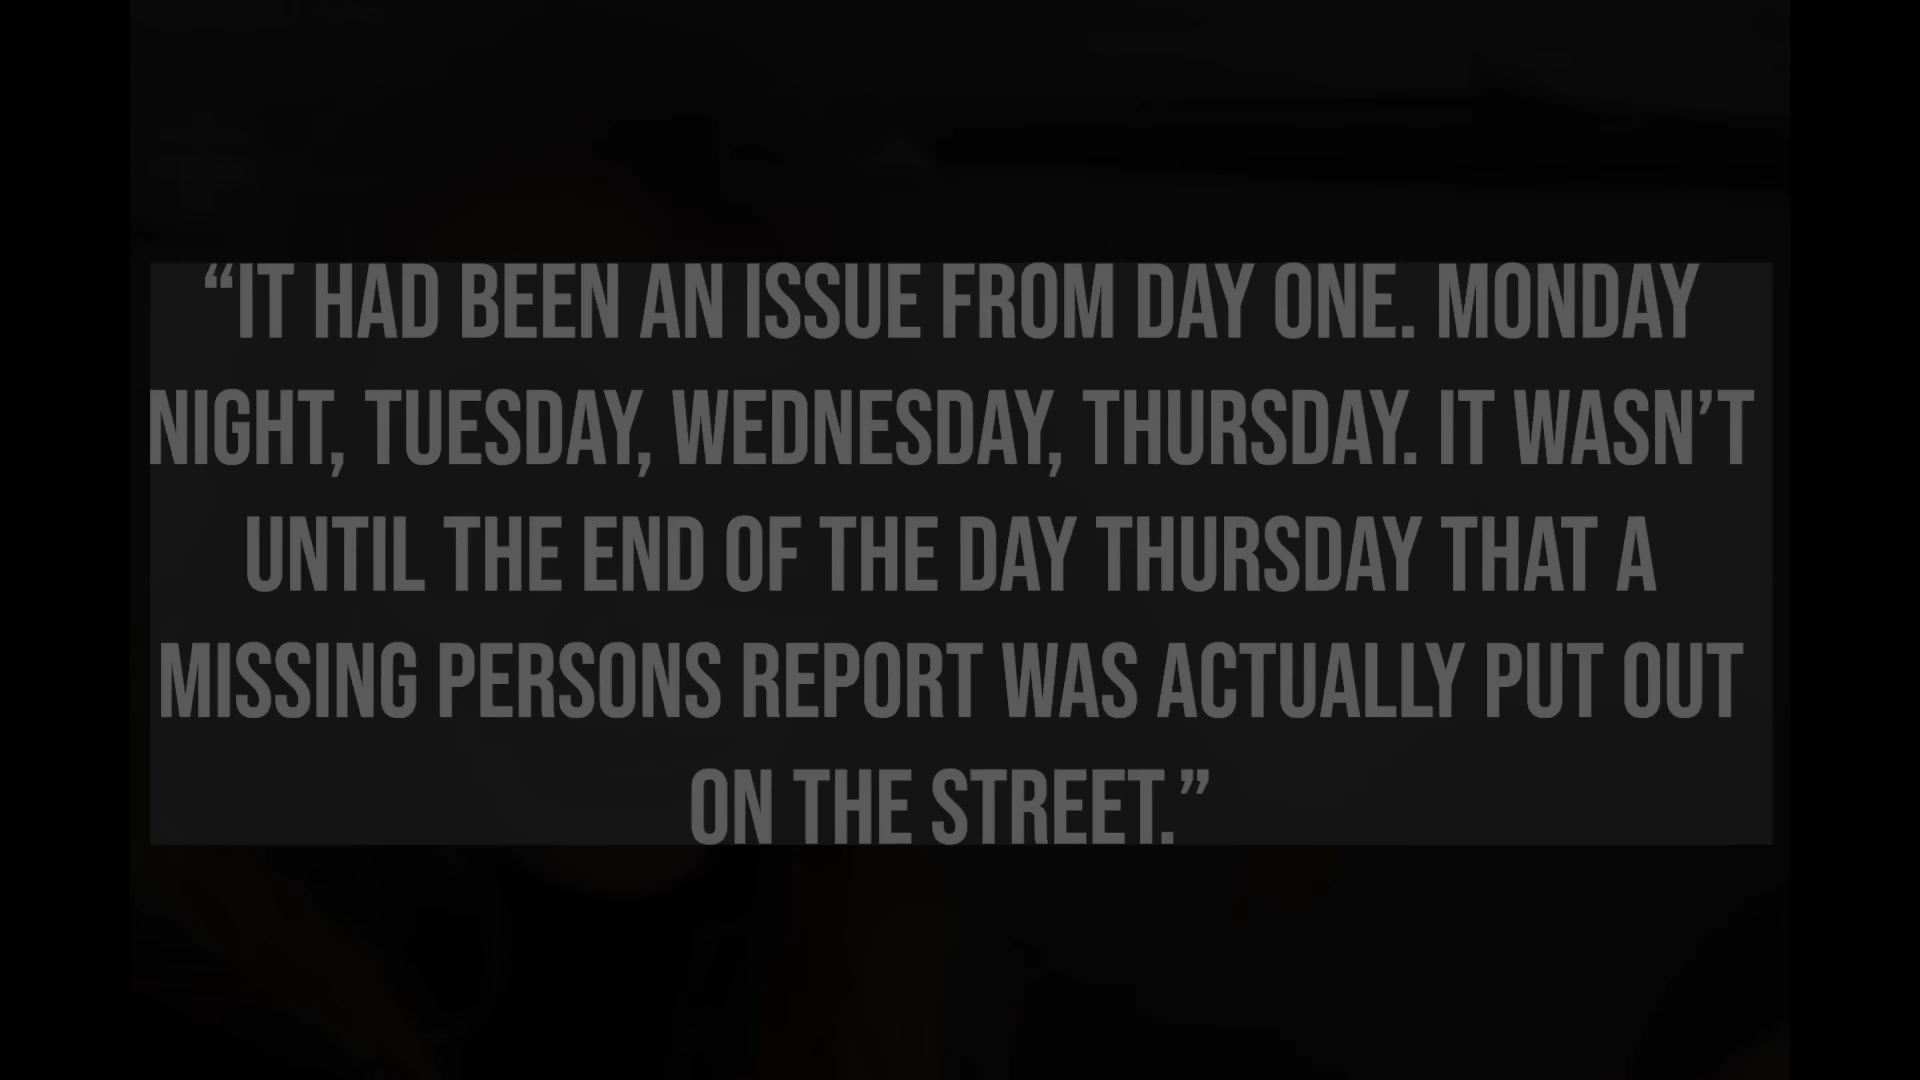 “IT HAD BEEN AN ISSUE FROM DAY ONE. MONDAY
NIGHT, TUESDAY, WEDNESDAY, THURSDAY. IT WASN’T
UNTIL THE END OF THE DAY THURSDAY THAT A
MISSING PERSONS REPORT WAS ACTUALLY PUT OUT
ON THE STREET.”